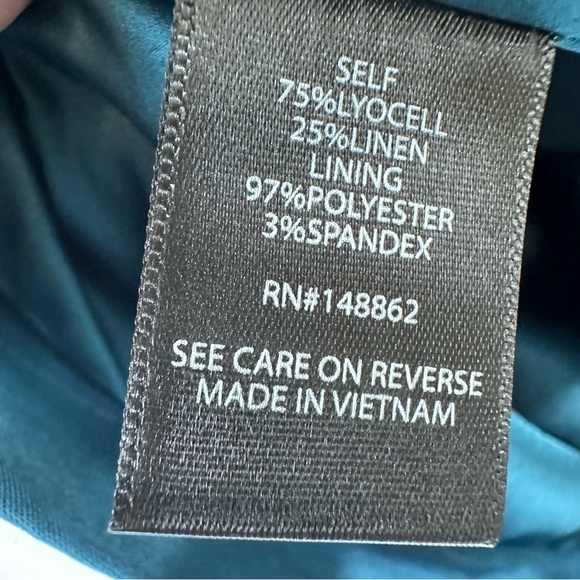 SELF
75%LYOCELL
25%LINEN
LINING
97%POLYESTER
3%SPANDEX
RN#148862
SEE CARE ON REVERSE
MADE IN VIETNAM